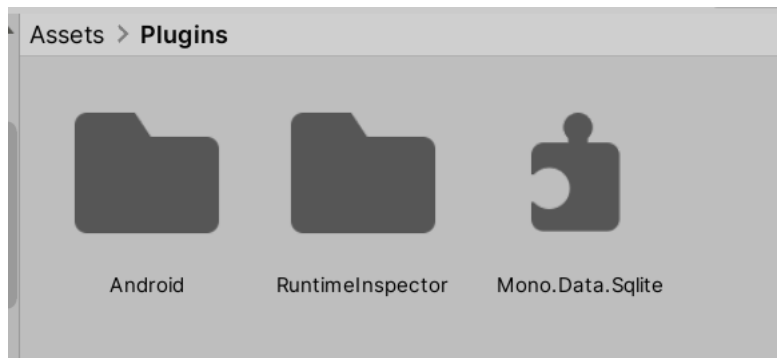 Assets > Plugins
Android
RuntimeInspector
Mono.Data.Sqlite